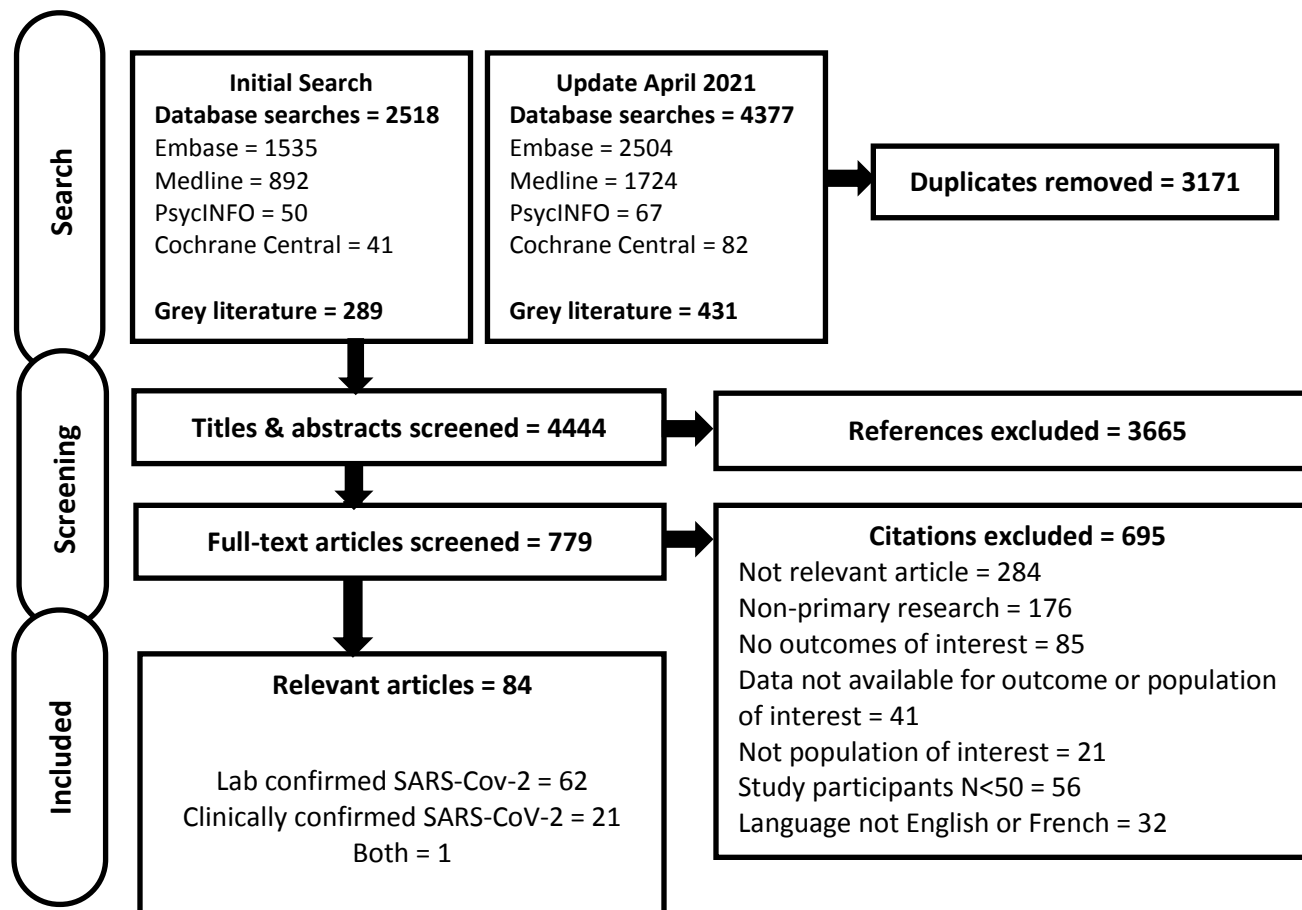 Search
Initial Search
Database searches = 2518
Embase = 1535
Medline = 892
PsycINFO = 50
Cochrane Central = 41
Grey literature = 289
Update April 2021
Database searches = 4377
Embase = 2504
Medline = 1724
PsycINFO = 67
Cochrane Central = 82
Grey literature = 431
Duplicates removed = 3171
Screening
Titles & abstracts screened = 4444
References excluded = 3665
Full-text articles screened = 779
Citations excluded = 695
Not relevant article = 284
Non-primary research = 176
No outcomes of interest = 85
Data not available for outcome or population
of interest = 41
Not population of interest = 21
Study participants N<50 = 56
Language not English or French = 32
Included
Relevant articles = 84
Lab confirmed SARS-Cov-2 = 62
Clinically confirmed SARS-CoV-2 = 21
Both = 1